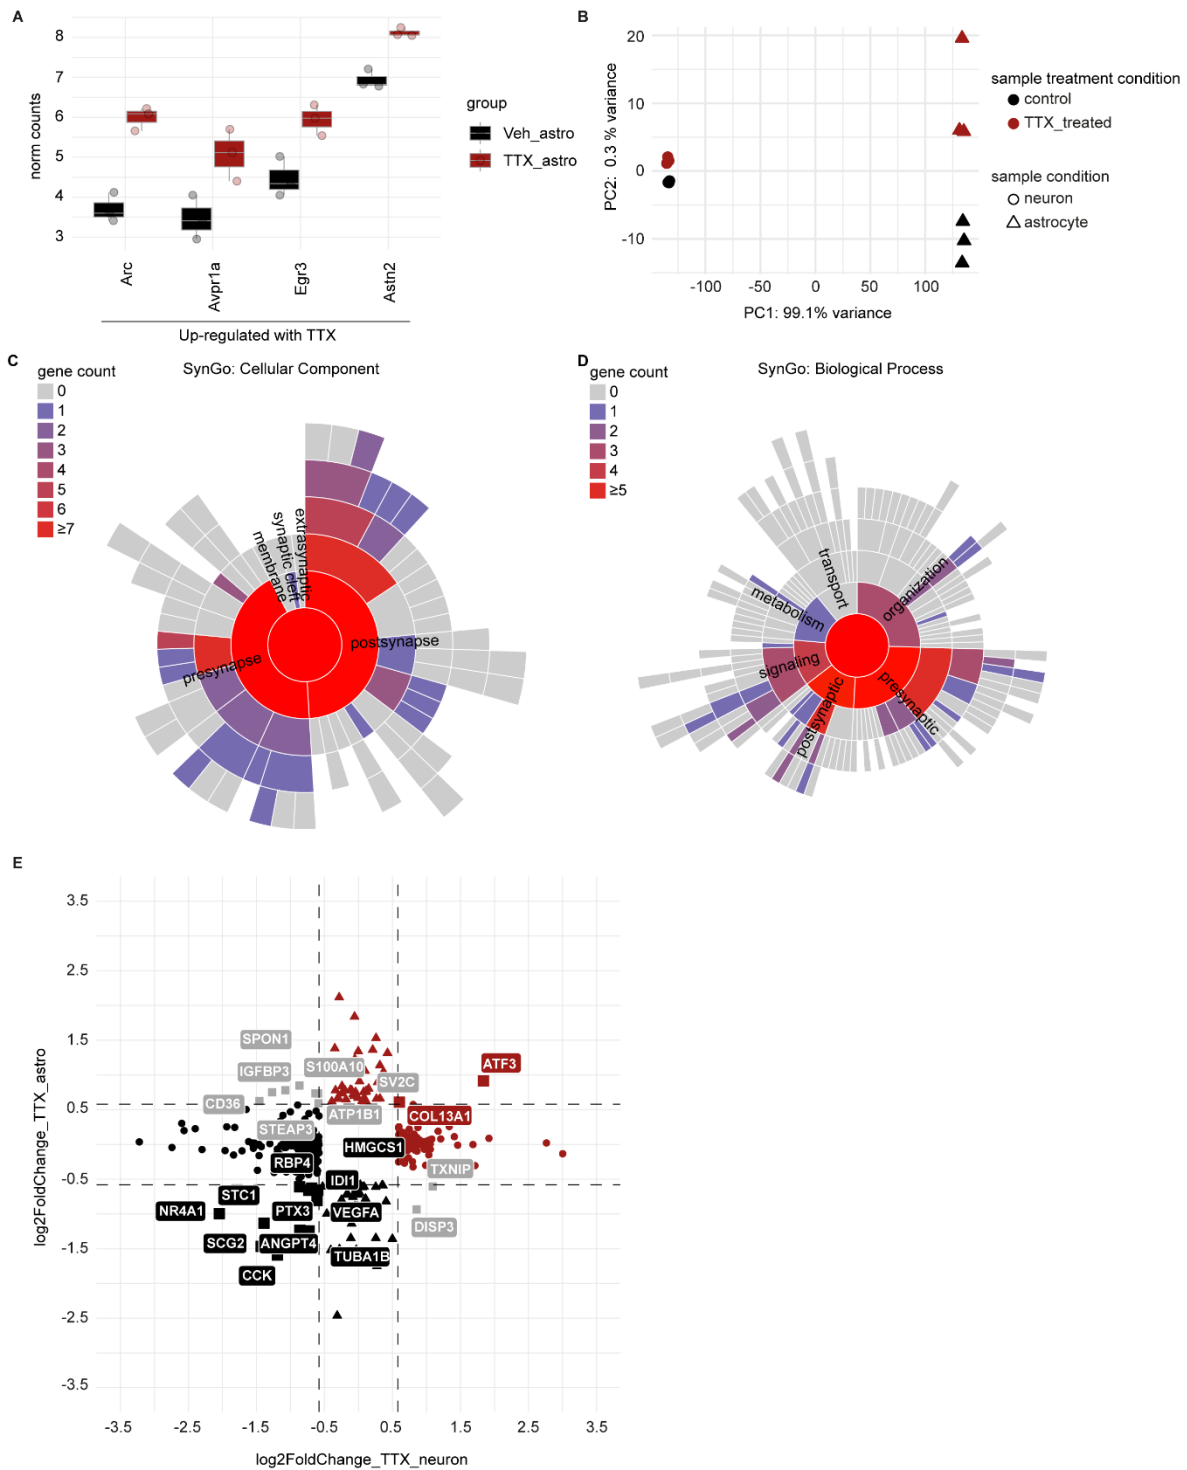 A
norm counts
8
7
6
5
4
3
Arc
Avpr1a
Egr3
Astn2
Up-regulated with TTX
group
Veh_astro
TTX_astro
B
PC2: 0.3 % variance
20
10
0
-10
-100
-50
0
50
100
PC1: 99.1% variance
sample treatment condition
control
TTX_treated
sample condition
neuron
astrocyte
C
gene count
0
1
2
3
4
5
6
≥7
SynGo: Cellular Component
membrane
synaptic cleft
extrasynaptic
postsynapse
presynapse
D
gene count
0
1
2
3
4
≥5
SynGo: Biological Process
transport
organization
metabolism
signaling
postsynaptic
presynaptic
E
log2FoldChange_TTX_astro
3.5
2.5
1.5
0.5
-0.5
-1.5
-2.5
-3.5
SPON1
IGFBP3
S100A10
ATF3
CD36
SV2C
ATP1B1
COL13A1
STEAP3
HMGCS1
RBP4
TXNIP
IDI1
STC1
NR4A1
PTX3
VEGFA
DISP3
SCG2
ANGPT4
TUBA1B
CCK
-3.5
-2.5
-1.5
-0.5
0.5
1.5
2.5
3.5
log2FoldChange_TTX_neuron